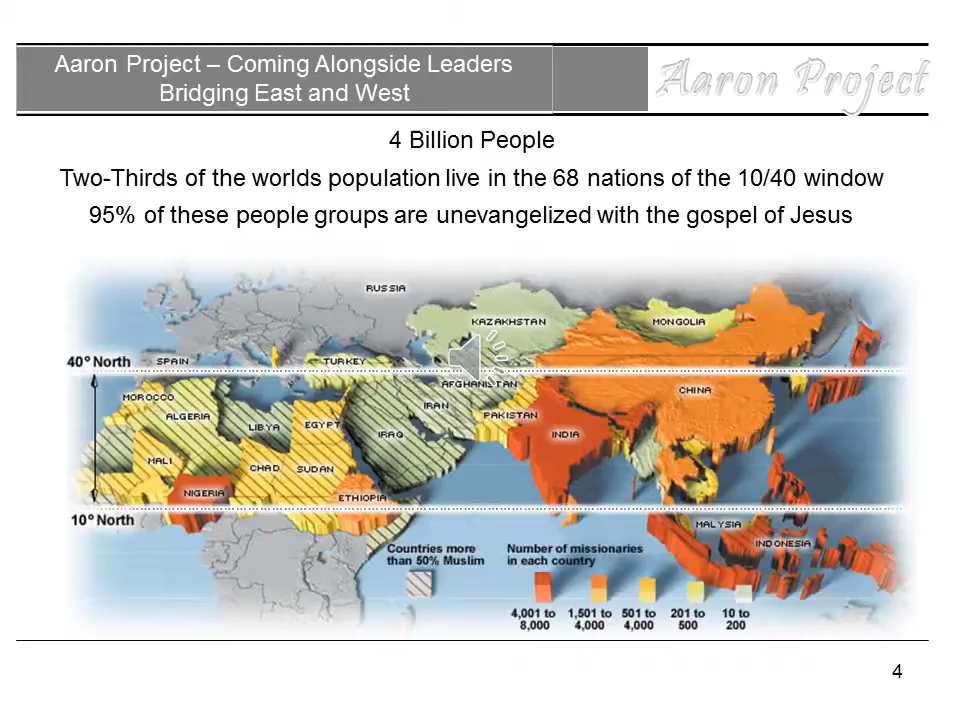 Aaron Project – Coming Alongside Leaders
Bridging East and West
Aaron Project
4 Billion People
Two-Thirds of the worlds population live in the 68 nations of the 10/40 window
95% of these people groups are unevangelized with the gospel of Jesus
RUSSIA
KAZAKHSTAN
MONGOLIA
40° North
SPAIN
TURKEY
AFGHANISTAN
CHINA
MOROCCO
ALGERIA
LIBYA
EGYPT
IRAN
IRAQ
PAKISTAN
INDIA
MALI
CHAD
SUDAN
NIGERIA
ETHIOPIA
10° North
MALYSIA
INDONESIA
Countries more
than 50% Muslim
Number of missionaries
in each country
4,001 to
8,000
1,501 to
4,000
501 to
4,000
201 to
500
10 to
200
4